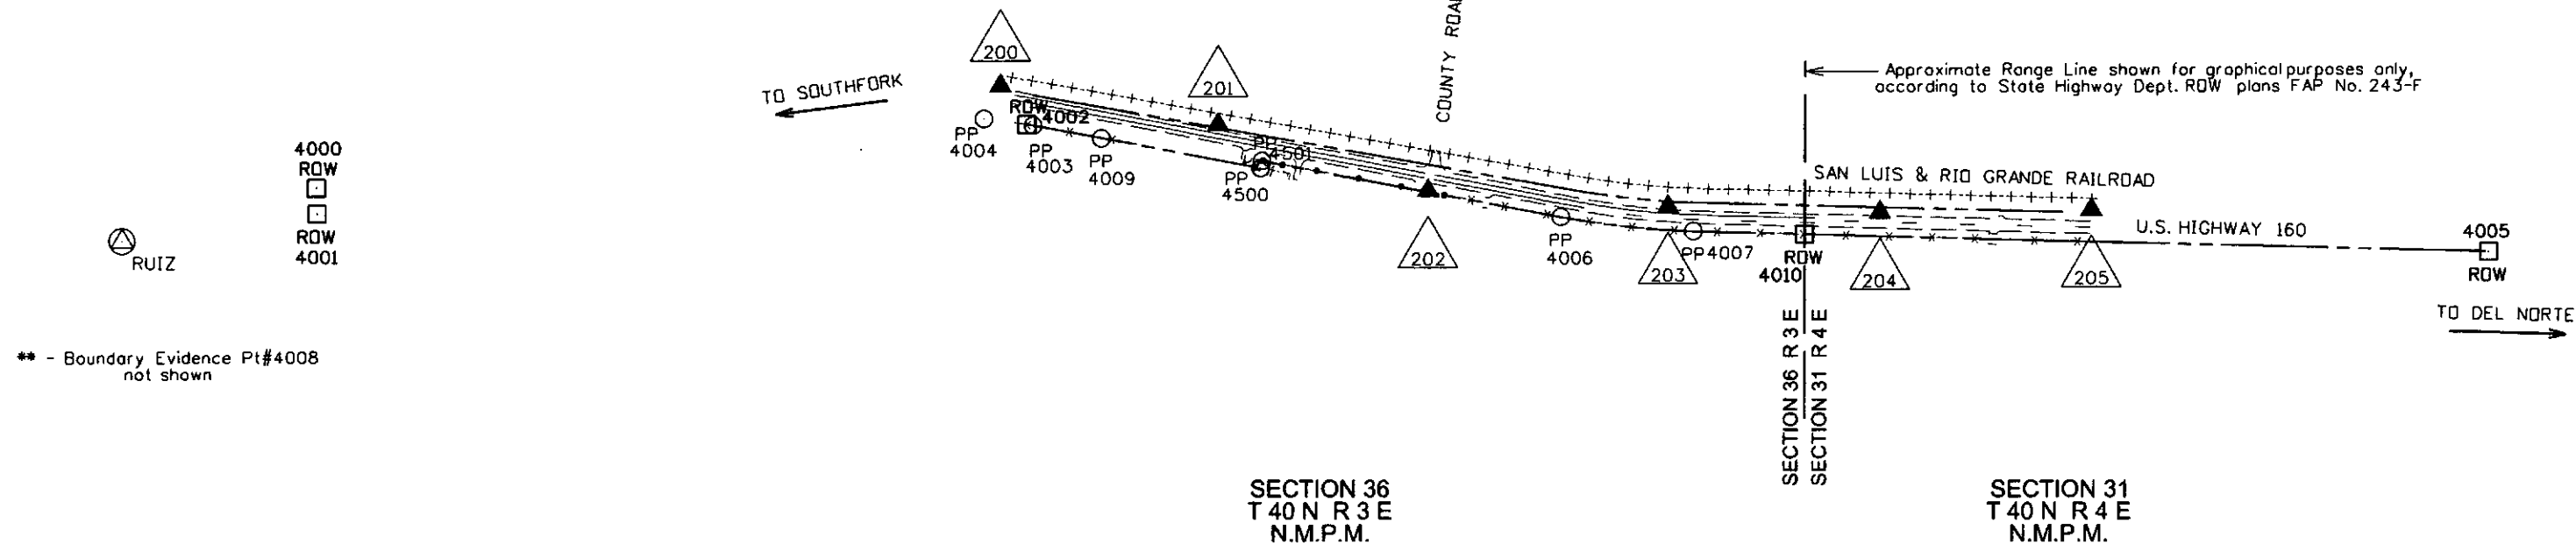 200
201
COUNTY ROAD
TO SOUTHFORK
Approximate Range Line shown for graphical purposes only,
according to State Highway Dept. ROW plans FAP No. 243-F
ROW
4002
PP
4004
PP
4003
PP
4009
PP
4501
PP
4500
4000
ROW
ROW
4001
RUIZ
SAN LUIS & RIO GRANDE RAILROAD
U.S. HIGHWAY 160
202
PP
4006
203
PP4007
ROW
4010
204
205
4005
ROW
TO DEL NORTE
** - Boundary Evidence Pt#4008
not shown
SECTION 36 R 3 E
SECTION 31 R 4 E
SECTION 36
T 40 N R 3 E
N.M.P.M.
SECTION 31
T 40 N R 4 E
N.M.P.M.